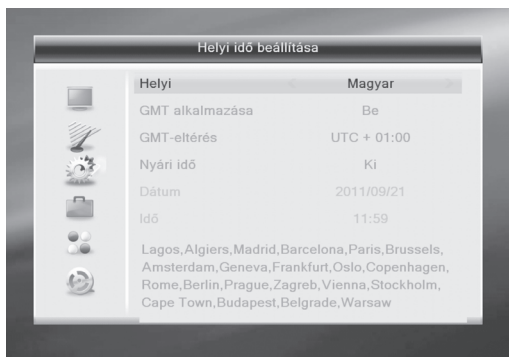 Helyi idő beállítása
Helyi Magyar
GMT alkalmazása Be
GMT-eltérés UTC + 01:00
Nyári idő Ki
Dátum 2011/09/21
Idő 11:59
Lagos,Algiers,Madrid,Barcelona,Paris,Brussels,
Amsterdam,Geneva,Frankfurt,Oslo,Copenhagen,
Rome,Berlin,Prague,Zagreb,Vienna,Stockholm,
Cape Town,Budapest,Belgrade,Warsaw